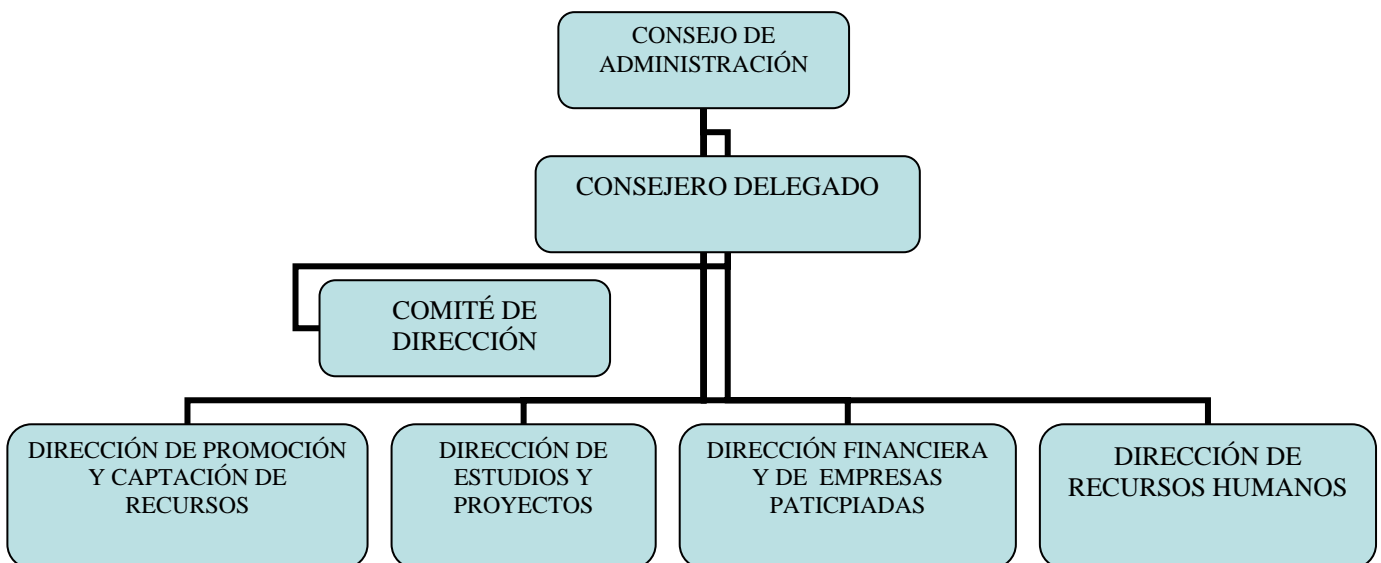 CONSEJO DE
ADMINISTRACIÓN
CONSEJERO DELEGADO
COMITÉ DE
DIRECCIÓN
DIRECCIÓN DE PROMOCIÓN
Y CAPTACIÓN DE
RECURSOS
DIRECCIÓN DE
ESTUDIOS Y
PROYECTOS
DIRECCIÓN FINANCIERA
Y DE EMPRESAS
PATICPIADAS
DIRECCIÓN DE
RECURSOS HUMANOS